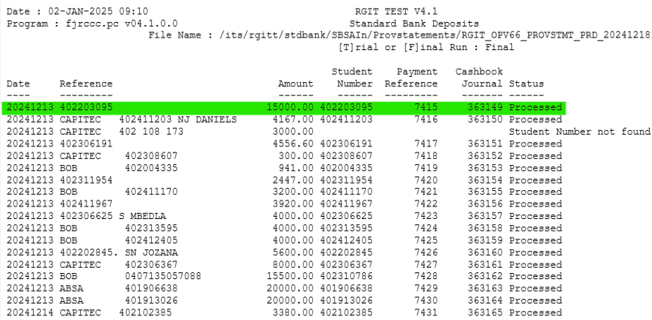 Date : 02-JAN-2025 09:10 RGIT TEST V4.1
Program : fjrccc.pc v04.1.0.0 Standard Bank Deposits
File Name : /its/rgitt/stdbank/SBSAIn/Provstatements/RGIT_OPV66_PROVSTMT_PRD_20241218
[T]rial or [F]inal Run : Final
Student Payment Cashbook
Date Reference Amount Number Reference Journal Status
---- --------- ------ ------- --------- ------- ------
20241213 402203095 15000.00 402203095 7415 363149 Processed
20241213 CAPITEC 402411203 NJ DANIELS 4167.00 402411203 7416 363150 Processed
20241213 CAPITEC 402 108 173 3000.00 Student Number not found
20241213 402306191 4556.60 402306191 7417 363151 Processed
20241213 CAPITEC 402308607 300.00 402308607 7418 363152 Processed
20241213 BOB 402004335 941.00 402004335 7419 363153 Processed
20241213 402311954 2447.00 402311954 7420 363154 Processed
20241213 BOB 402411170 3200.00 402411170 7421 363155 Processed
20241213 402411967 3920.00 402411967 7422 363156 Processed
20241213 402306625 S MBEDLA 4000.00 402306625 7423 363157 Processed
20241213 BOB 402313595 4000.00 402313595 7424 363158 Processed
20241213 BOB 402412405 4000.00 402412405 7425 363159 Processed
20241213 402202845. SN JOZANA 5600.00 402202845 7426 363160 Processed
20241213 CAPITEC 402306367 8000.00 402306367 7427 363161 Processed
20241213 BOB 0407135057088 15500.00 402310786 7428 363162 Processed
20241213 ABSA 401906638 20000.00 401906638 7429 363163 Processed
20241213 ABSA 401913026 20000.00 401913026 7430 363164 Processed
20241214 CAPITEC 402102385 3380.00 402102385 7431 363165 Processed